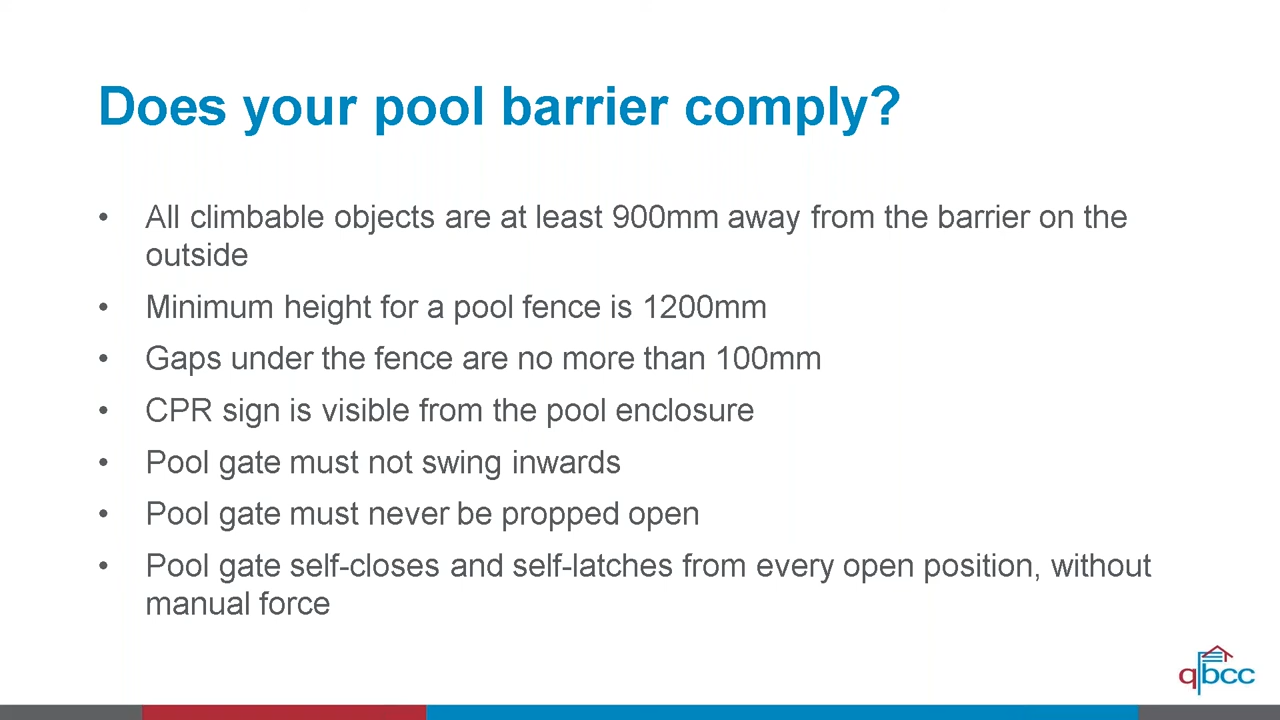 Does your pool barrier comply?
• All climbable objects are at least 900mm away from the barrier on the
outside
• Minimum height for a pool fence is 1200mm
• Gaps under the fence are no more than 100mm
• CPR sign is visible from the pool enclosure
• Pool gate must not swing inwards
• Pool gate must never be propped open
• Pool gate self-closes and self-latches from every open position, without
manual force
qbcc